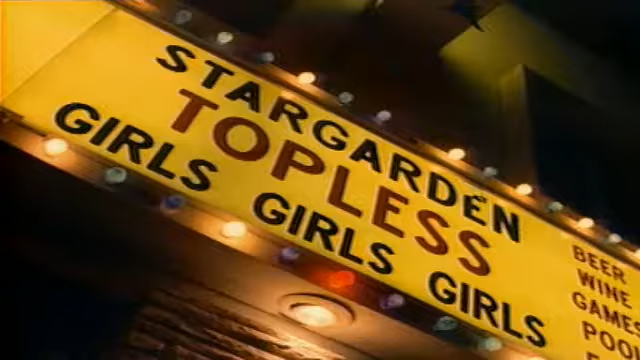 STARGARDEN
TOPLESS
GIRLS GIRLS GIRLS
BEER
WINE
GAMES
POOL